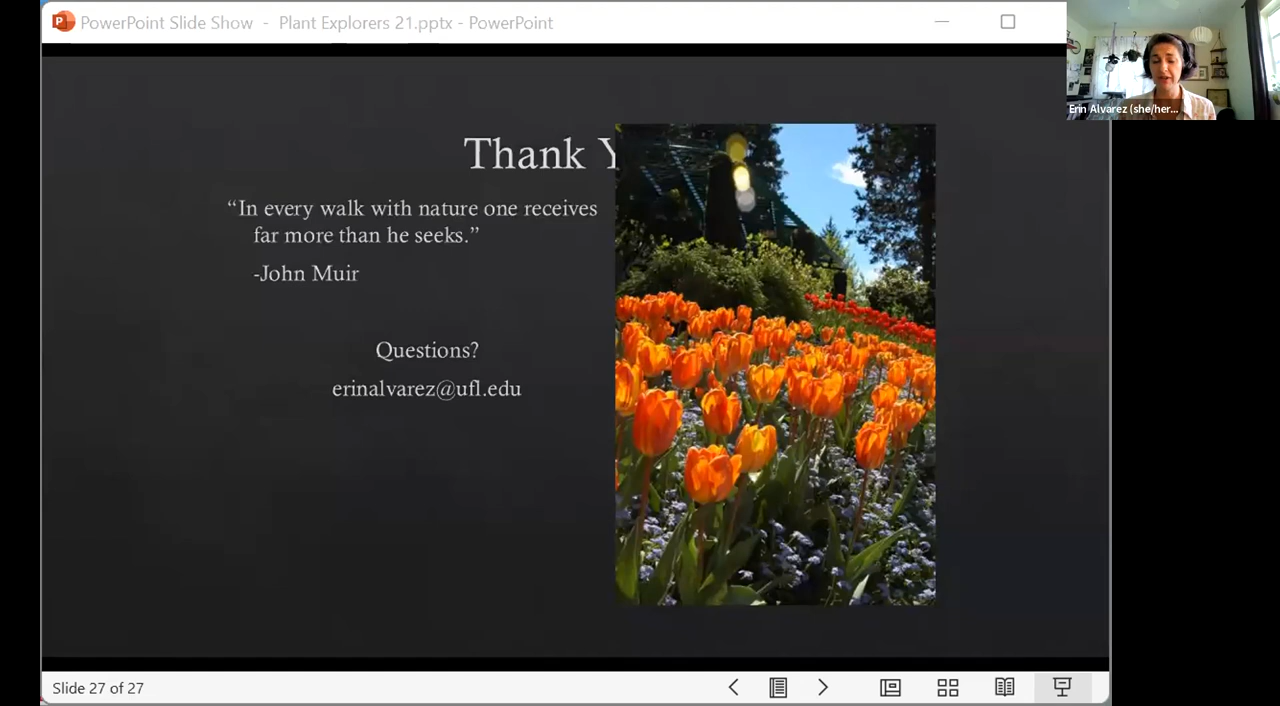 PowerPoint Slide Show - Plant Explorers 21.pptx - PowerPoint
Erin Alvarez (she/her...
Thank Y
“In every walk with nature one receives
far more than he seeks.”
-John Muir
Questions?
erinalvarez@ufl.edu
Slide 27 of 27